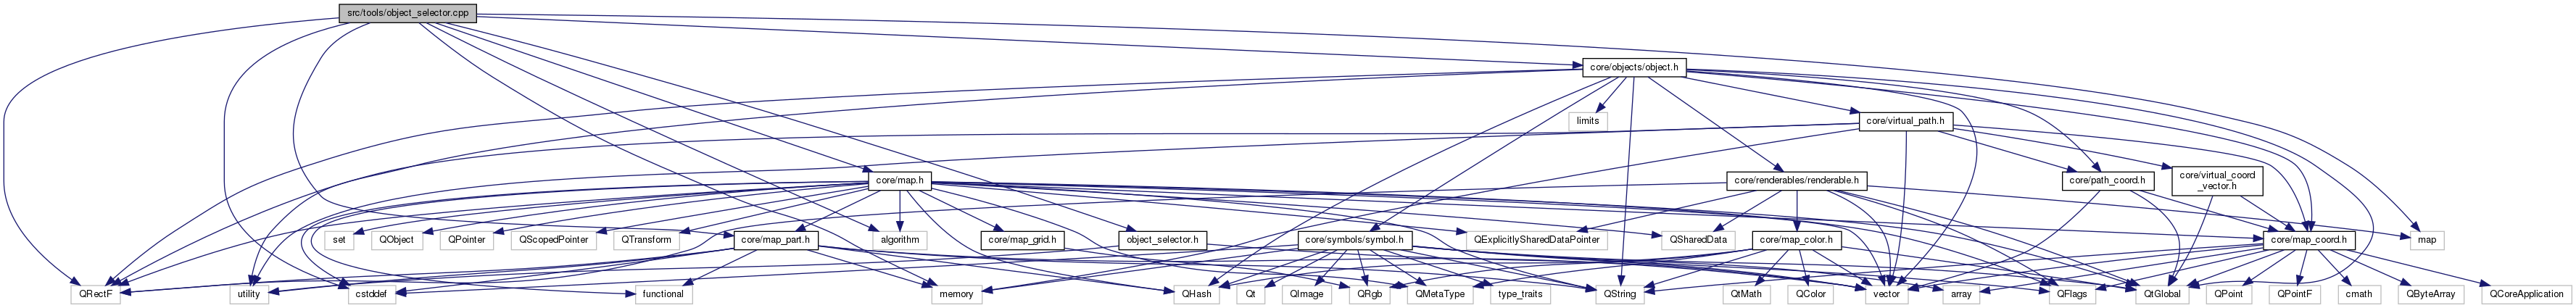 src/tools/object_selector.cpp
core/objects/object.h
limits
core/virtual_path.h
core/map.h
core/renderables/renderable.h
core/path_coord.h
core/virtual_coord
_vector.h
set
QObject
QPointer
QScopedPointer
QTransform
core/map_part.h
algorithm
core/map_grid.h
object_selector.h
core/symbols/symbol.h
QExplicitlySharedDataPointer
QSharedData
core/map_color.h
core/map_coord.h
map
QRectF
utility
cstddef
functional
memory
QHash
Qt
QImage
QRgb
QMetaType
type_traits
QString
QtMath
QColor
vector
array
QFlags
QtGlobal
QPoint
QPointF
cmath
QByteArray
QCoreApplication